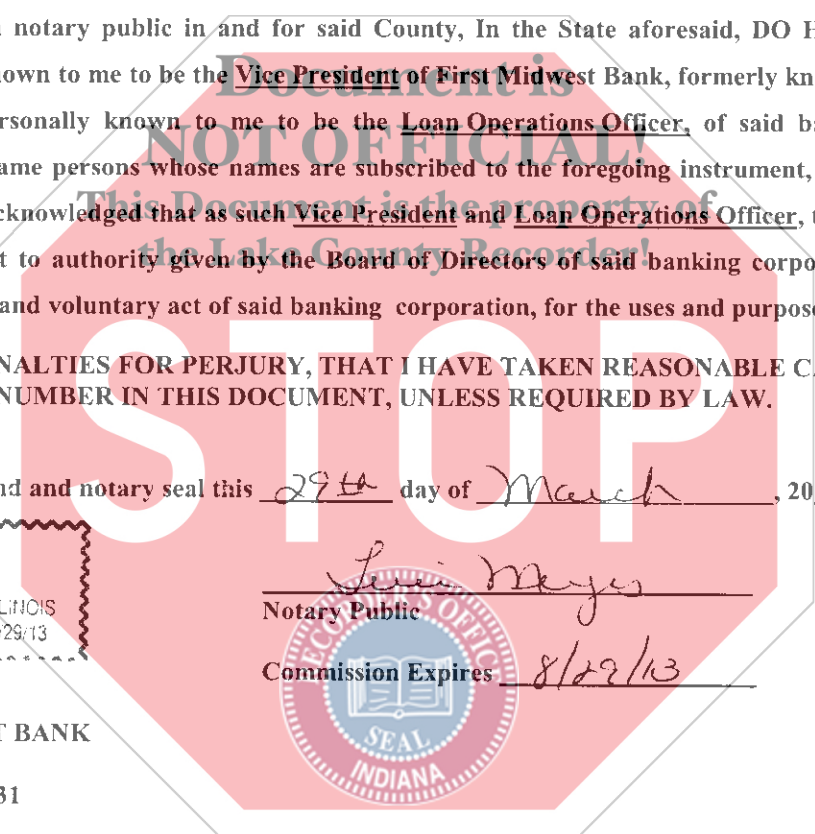 notary public in and for said County, In the State aforesaid, DO H
own to me to be the Vice President of First Midwest Bank, formerly kn
Document is
rsonally known to me to be the Loan Operations Officer, of said b
NOT OFFICIAL!
ame persons whose names are subscribed to the foregoing instrument,
This Document is the property of
cknowledged that as such Vice President and Loan Operations Officer, t
the Lake County Recorder!
t to authority given by the Board of Directors of said banking corpo
and voluntary act of said banking corporation, for the uses and purpose
STOP
NALTIES FOR PERJURY, THAT I HAVE TAKEN REASONABLE C
NUMBER IN THIS DOCUMENT, UNLESS REQUIRED BY LAW.
nd and notary seal this 29th day of March, 20
LINOIS
29/13
Notary Public
Commission Expires 8/29/13
RECORDER'S OFFICE
SEAL
INDIANA
T BANK
31